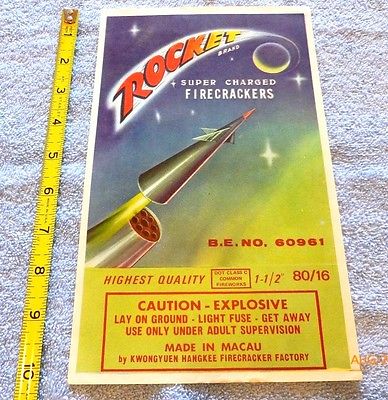 ROCKET
BRAND
SUPER CHARGED
FIRECRACKERS
B.E. NO. 60961
HIGHEST QUALITY
DOT CLASS C
COMMON
FIREWORKS
1-1/2" 80/16
CAUTION - EXPLOSIVE
LAY ON GROUND - LIGHT FUSE - GET AWAY
USE ONLY UNDER ADULT SUPERVISION
MADE IN MACAU
by KWONGYUEN HANGKEE FIRECRACKER FACTORY
1
2
3
4
5
6
7
8
9
10